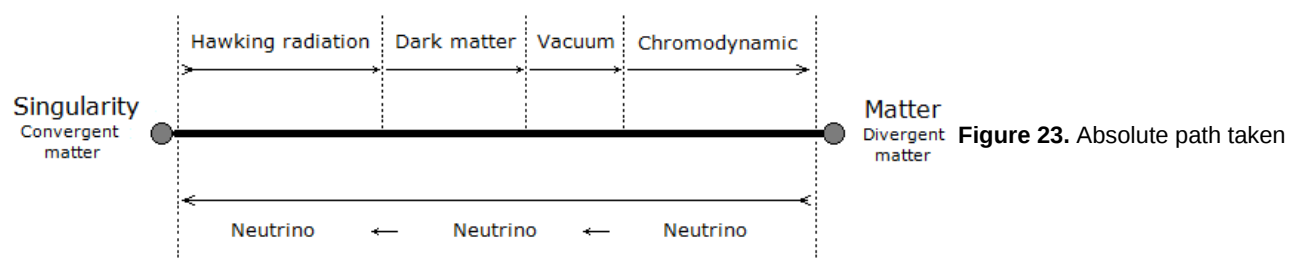 Hawking radiation Dark matter Vacuum Chromodynamic
Singularity
Convergent
matter
Matter
Divergent
matter
Figure 23. Absolute path taken
Neutrino Neutrino Neutrino